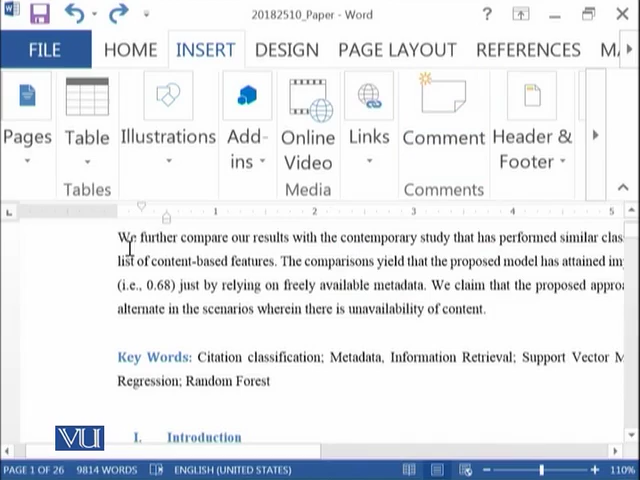 20182510_Paper - Word
FILE HOME INSERT DESIGN PAGE LAYOUT REFERENCES
Pages Table Illustrations Add-ins Online Video Links Comment Header & Footer
Tables Media Comments
1 2 3 4 5
We further compare our results with the contemporary study that has performed similar
list of content-based features. The comparisons yield that the proposed model has attained
(i.e., 0.68) just by relying on freely available metadata. We claim that the proposed
alternate in the scenarios wherein there is unavailability of content.
Key Words: Citation classification; Metadata, Information Retrieval; Support Vector
Regression; Random Forest
I. Introduction
VU
PAGE 1 OF 26 9814 WORDS ENGLISH (UNITED STATES) 110%